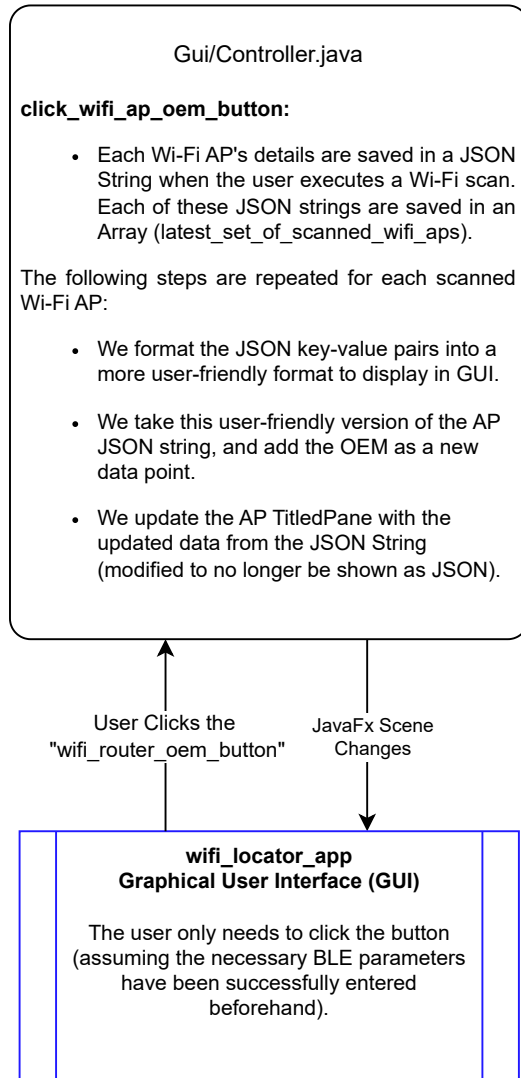 Gui/Controller.java
click_wifi_ap_oem_button:
• Each Wi-Fi AP's details are saved in a JSON
String when the user executes a Wi-Fi scan.
Each of these JSON strings are saved in an
Array (latest_set_of_scanned_wifi_aps).
The following steps are repeated for each scanned
Wi-Fi AP:
• We format the JSON key-value pairs into a
more user-friendly format to display in GUI.
• We take this user-friendly version of the AP
JSON string, and add the OEM as a new
data point.
• We update the AP TitledPane with the
updated data from the JSON String
(modified to no longer be shown as JSON).
User Clicks the
"wifi_router_oem_button"
JavaFx Scene
Changes
wifi_locator_app
Graphical User Interface (GUI)
The user only needs to click the button
(assuming the necessary BLE parameters
have been successfully entered
beforehand).